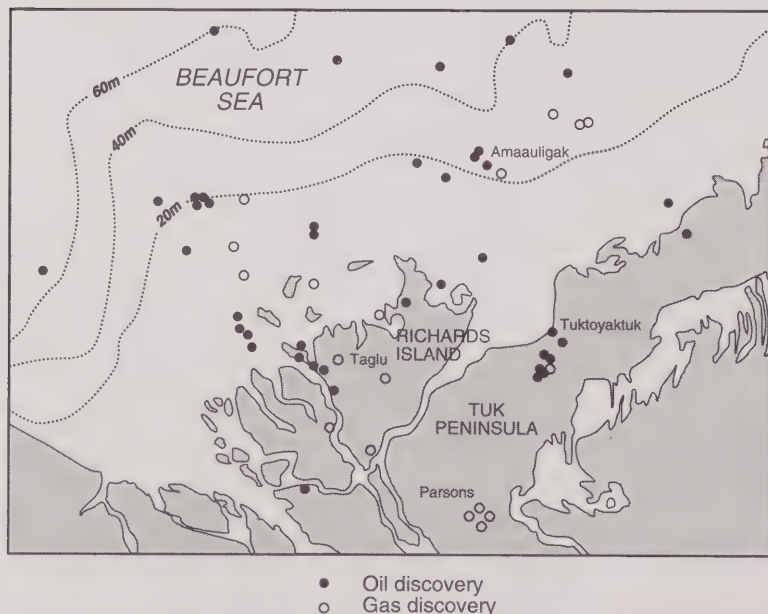 BEAUFORT
SEA
60m
40m
20m
Amaauligak
RICHARDS
ISLAND
Taglu
Tuktoyaktuk
TUK
PENINSULA
Parsons
Oil discovery
Gas discovery